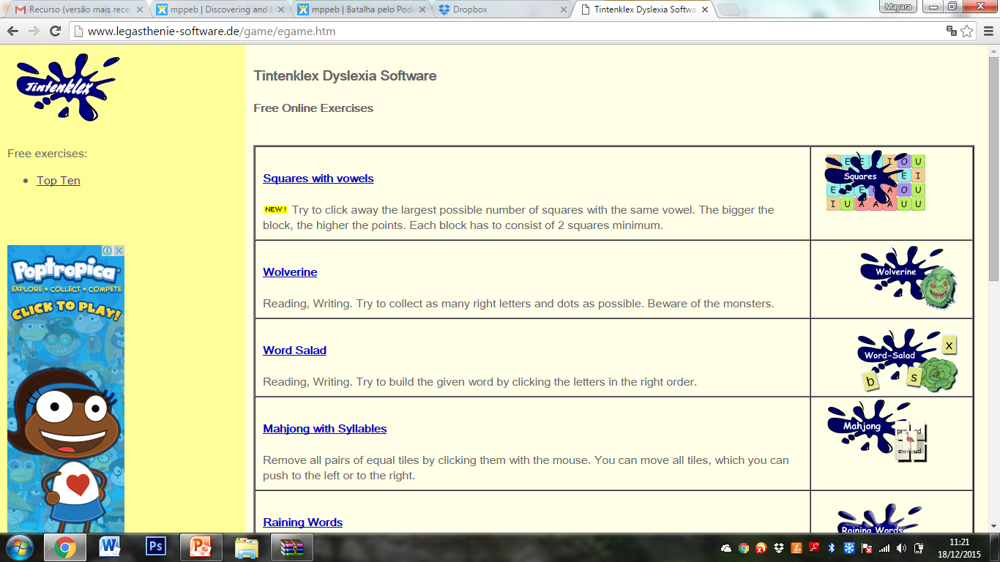 Recurso (versão mais rece
mppeb | Discovering and I
mppeb | Batalha pelo Pode
Dropbox
Tintenklex Dyslexia Softwa
Mayara
www.legasthenie-software.de/game/egame.htm
Tintenklex
Free exercises:
Top Ten
Poptropica
EXPLORE • COLLECT • COMPETE
CLICK TO PLAY!
Tintenklex Dyslexia Software
Free Online Exercises
Squares with vowels
NEW! Try to click away the largest possible number of squares with the same vowel. The bigger the
block, the higher the points. Each block has to consist of 2 squares minimum.
Squares
Wolverine
Reading, Writing. Try to collect as many right letters and dots as possible. Beware of the monsters.
Wolverine
Word Salad
Reading, Writing. Try to build the given word by clicking the letters in the right order.
Word-Salad
x
b
s
Mahjong with Syllables
Remove all pairs of equal tiles by clicking them with the mouse. You can move all tiles, which you can
push to the left or to the right.
Mahjong
Raining Words
Raining Words
Ps
11:21
18/12/2015